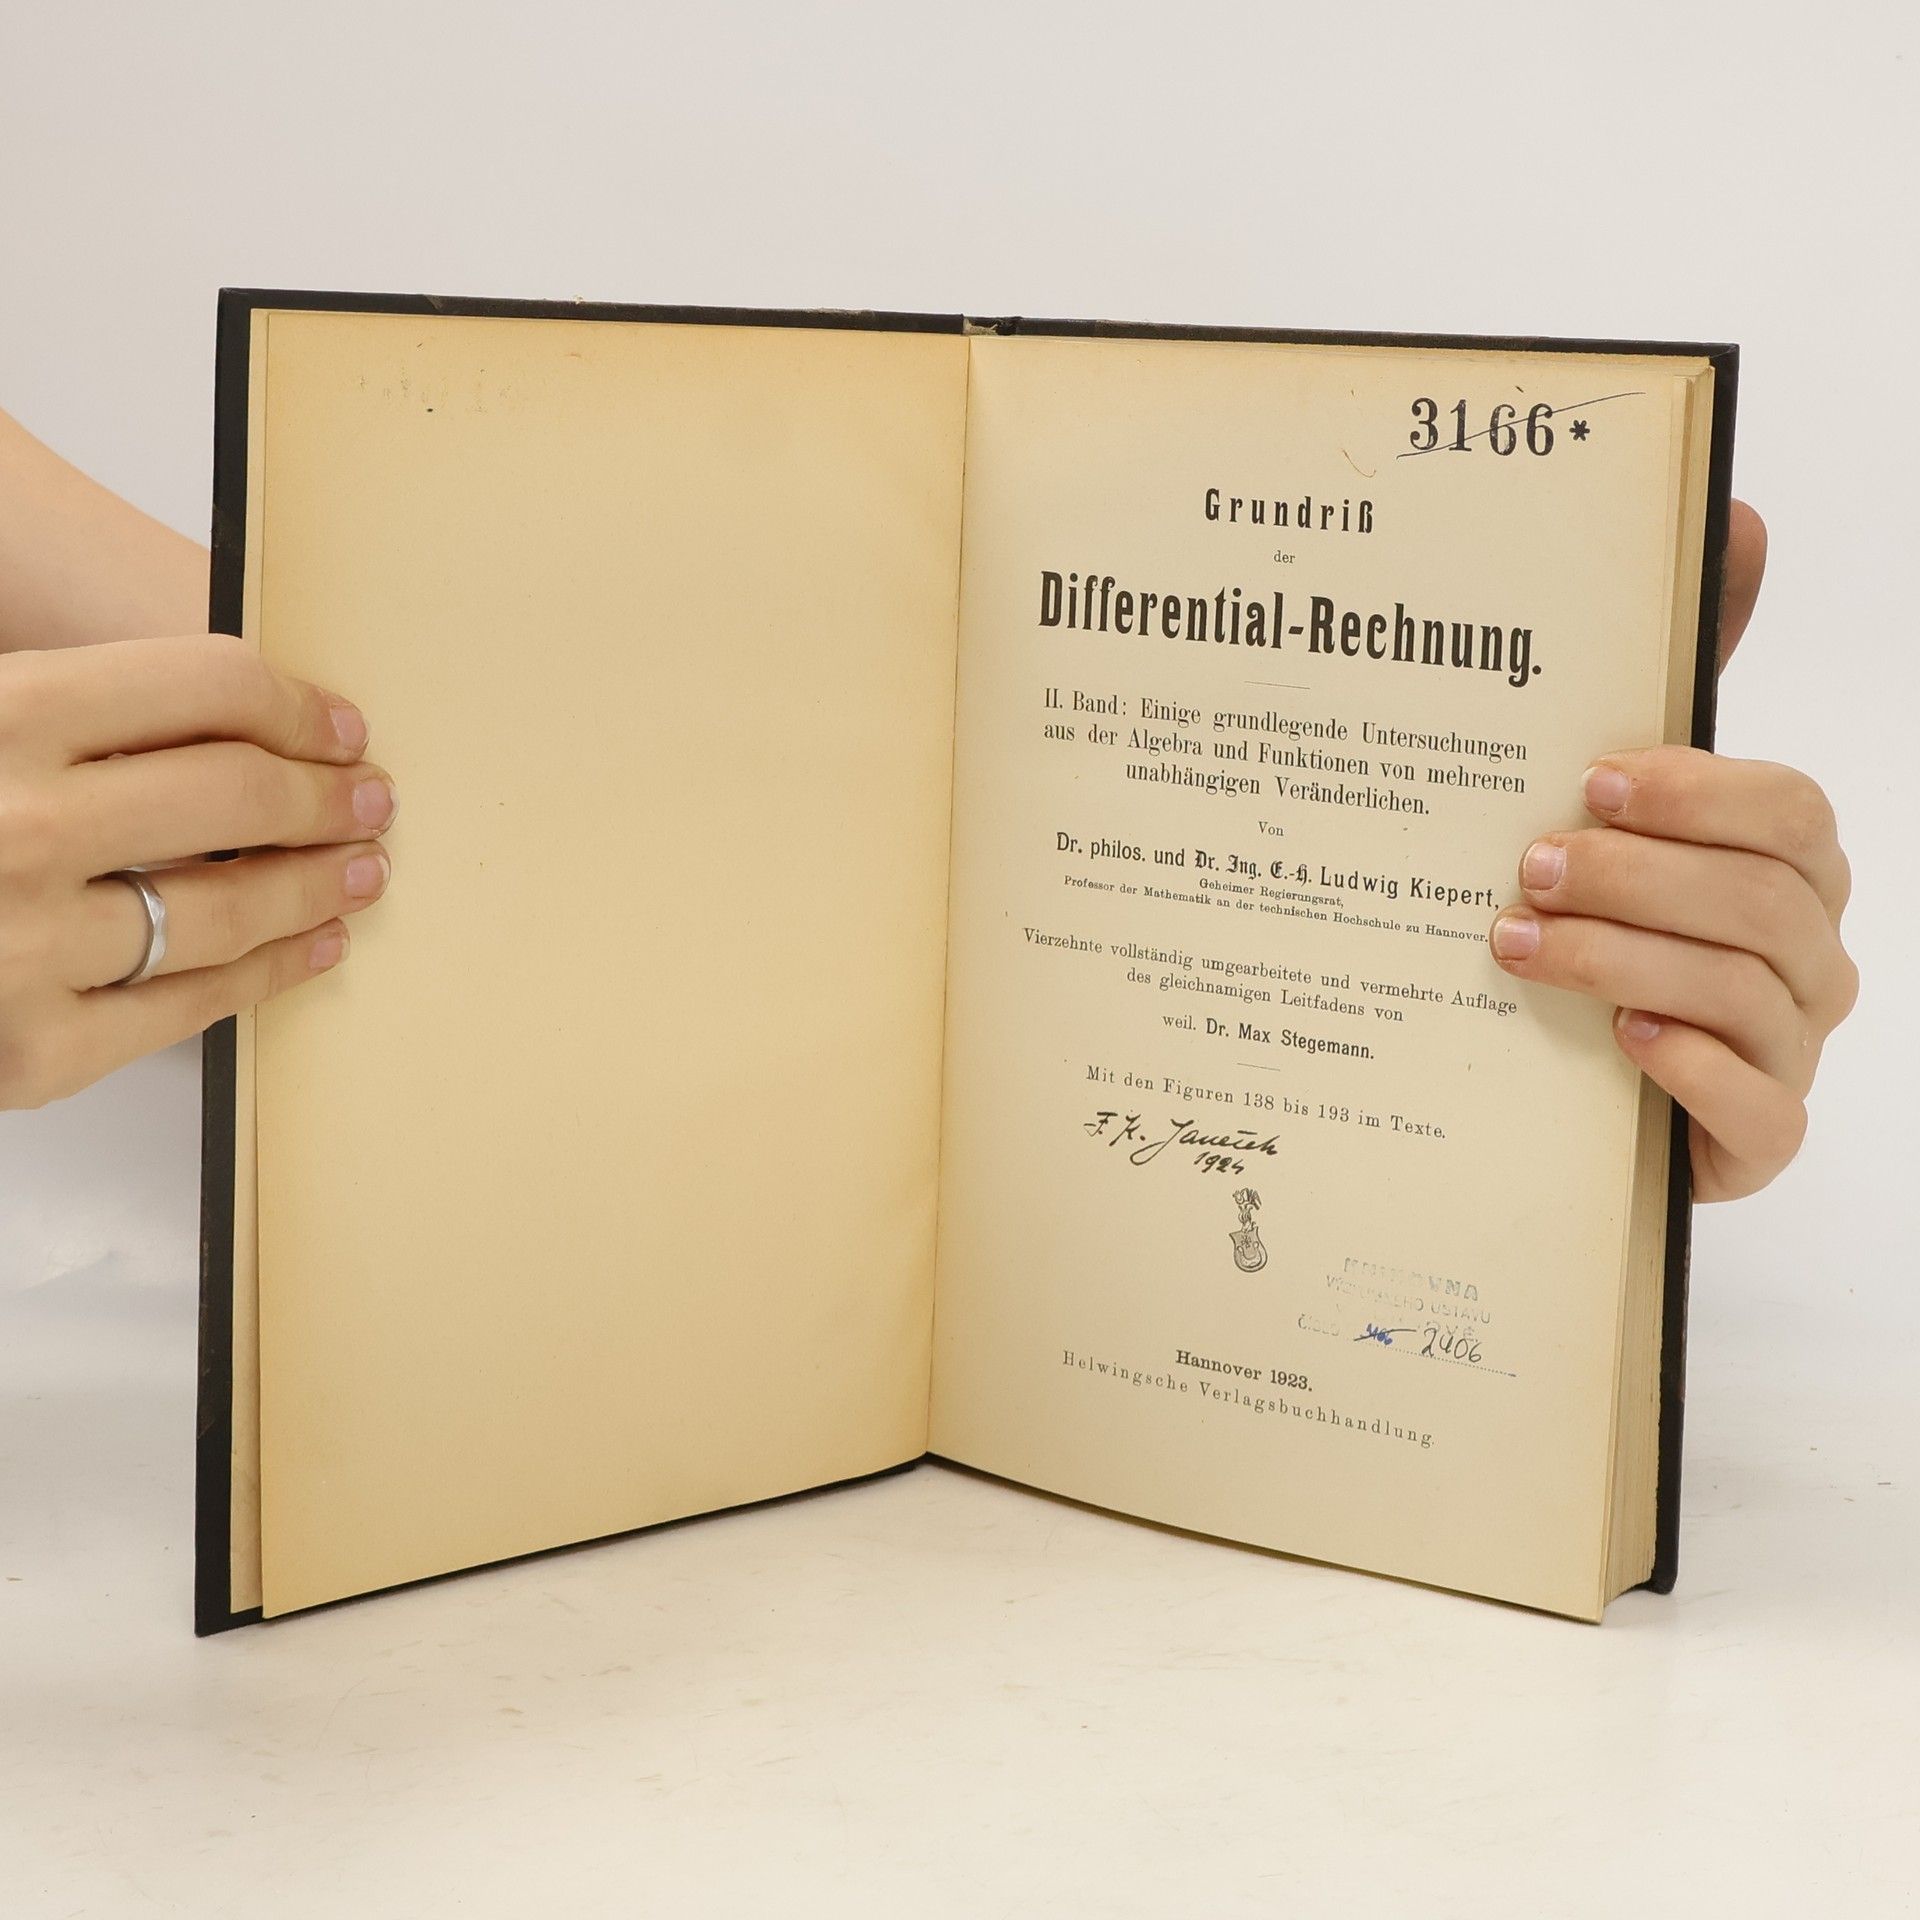 3166*
Grundriß
der
Differential-Rechnung.
II. Band: Einige grundlegende Untersuchungen
aus der Algebra und Funktionen von mehreren
unabhängigen Veränderlichen.
Von
Dr. philos. und Dr. Ing. E.-H. Ludwig Kiepert,
Geheimer Regierungsrat,
Professor der Mathematik an der technischen Hochschule zu Hannover.
Vierzehnte vollständig umgearbeitete und vermehrte Auflage
des gleichnamigen Leitfadens von
weil. Dr. Max Stegemann.
Mit den Figuren 138 bis 193 im Texte.
F. K. Janeček
1924
ÚSTAVU
2406
Hannover 1923.
Helwingsche Verlagsbuchhandlung.